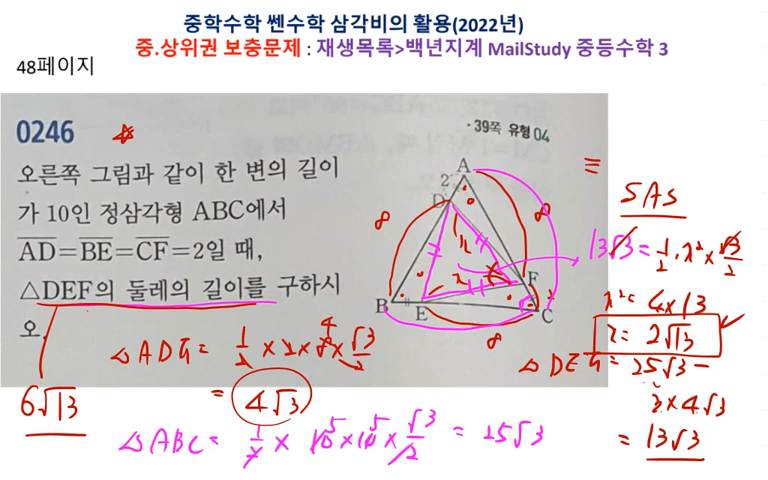 중학수학 쎈수학 삼각비의 활용(2022년)
중.상위권 보충문제 : 재생목록>백년지계 MailStudy 중등수학 3
48페이지
0246
· 39쪽 유형 04
오른쪽 그림과 같이 한 변의 길이
가 10인 정삼각형 ABC에서
AD=BE=CF=2일 때,
△DEF의 둘레의 길이를 구하시
오.
A
2
D
8
8
x
x
F
B
E
C
2
8
≡
SAS
13√3 = 1/2 · x² × √3/2
x² = 4×13
x = 2√13
△ADG = 1/2 × 2 × 8 × √3/2
4
= 4√3
6√13
△DEG = 25√3 −
3 × 4√3
= 13√3
△ABC = 1/2 × 10 × 10 × √3/2 = 25√3
5
5